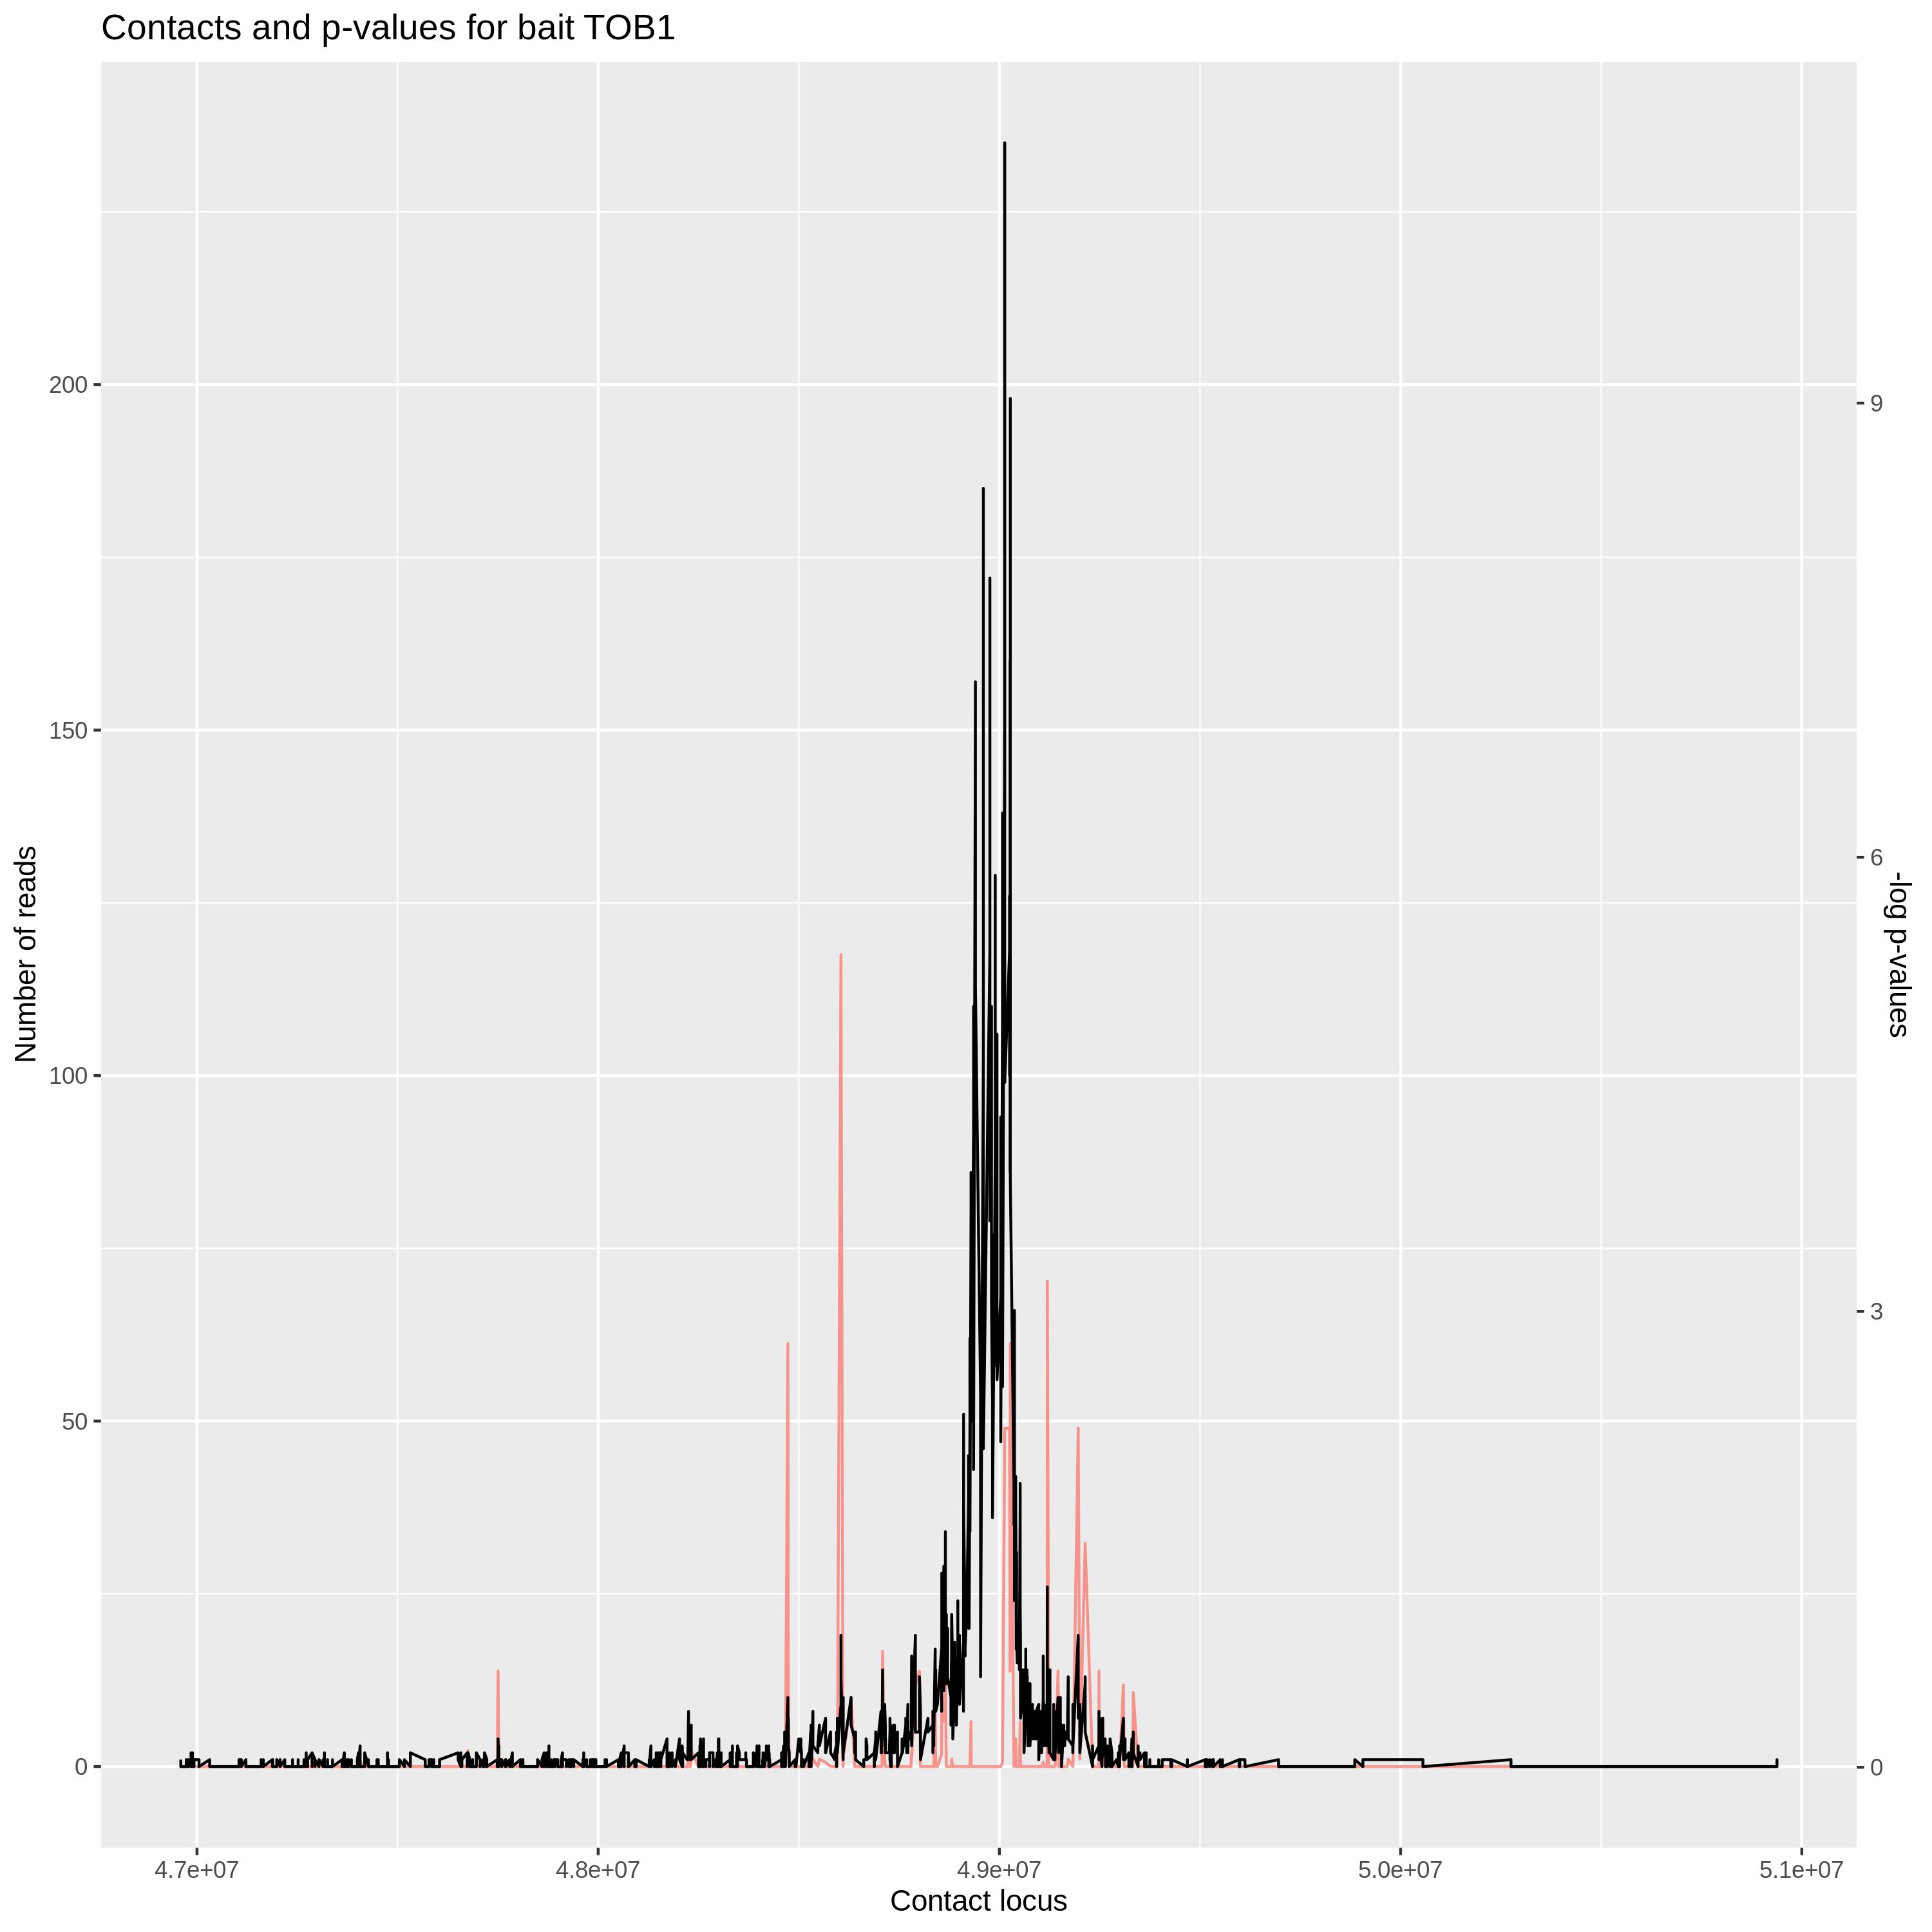 Contacts and p-values for bait TOB1
200
150
100
50
0
Number of reads
9
6
3
0
-log p-values
4.7e+07 4.8e+07 4.9e+07 5.0e+07 5.1e+07
Contact locus